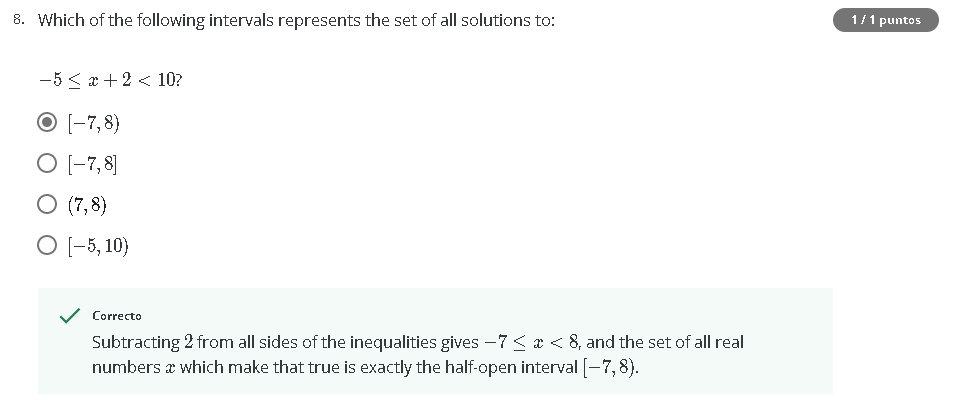 8. Which of the following intervals represents the set of all solutions to:
1 / 1 puntos
−5 ≤ x + 2 < 10?
[−7, 8)
[−7, 8]
(7, 8)
[−5, 10)
Correcto
Subtracting 2 from all sides of the inequalities gives −7 ≤ x < 8, and the set of all real
numbers x which make that true is exactly the half-open interval [−7, 8).